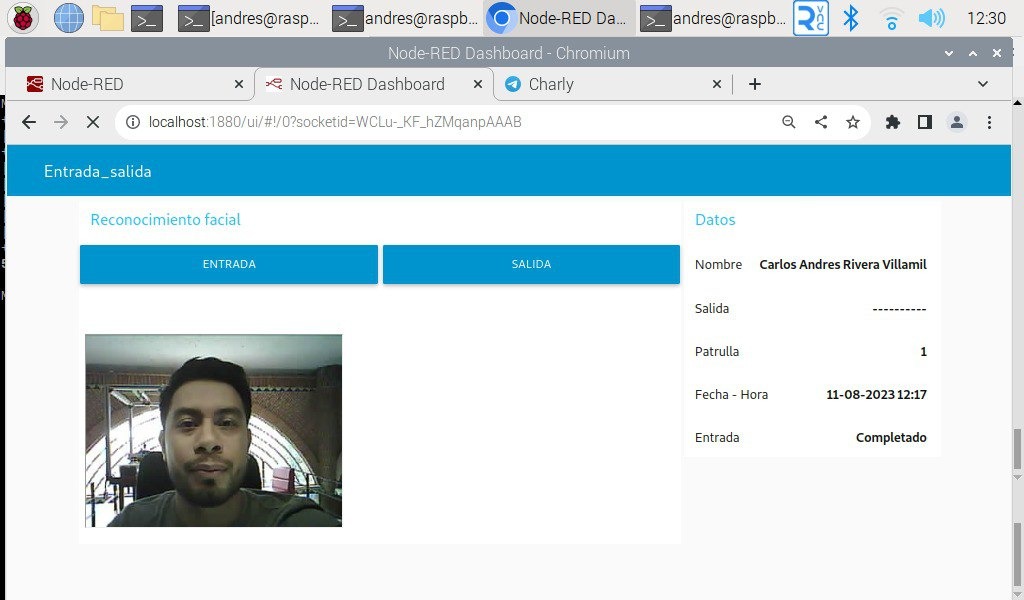 [andres@rasp...
andres@raspb...
Node-RED Da...
andres@raspb...
12:30
Node-RED Dashboard - Chromium
Node-RED
Node-RED Dashboard
Charly
localhost:1880/ui/#!/0?socketid=WCLu-_KF_hZMqanpAAAB
Entrada_salida
Reconocimiento facial
ENTRADA
SALIDA
Datos
Nombre Carlos Andres Rivera Villamil
Salida ----------
Patrulla 1
Fecha - Hora 11-08-2023 12:17
Entrada Completado